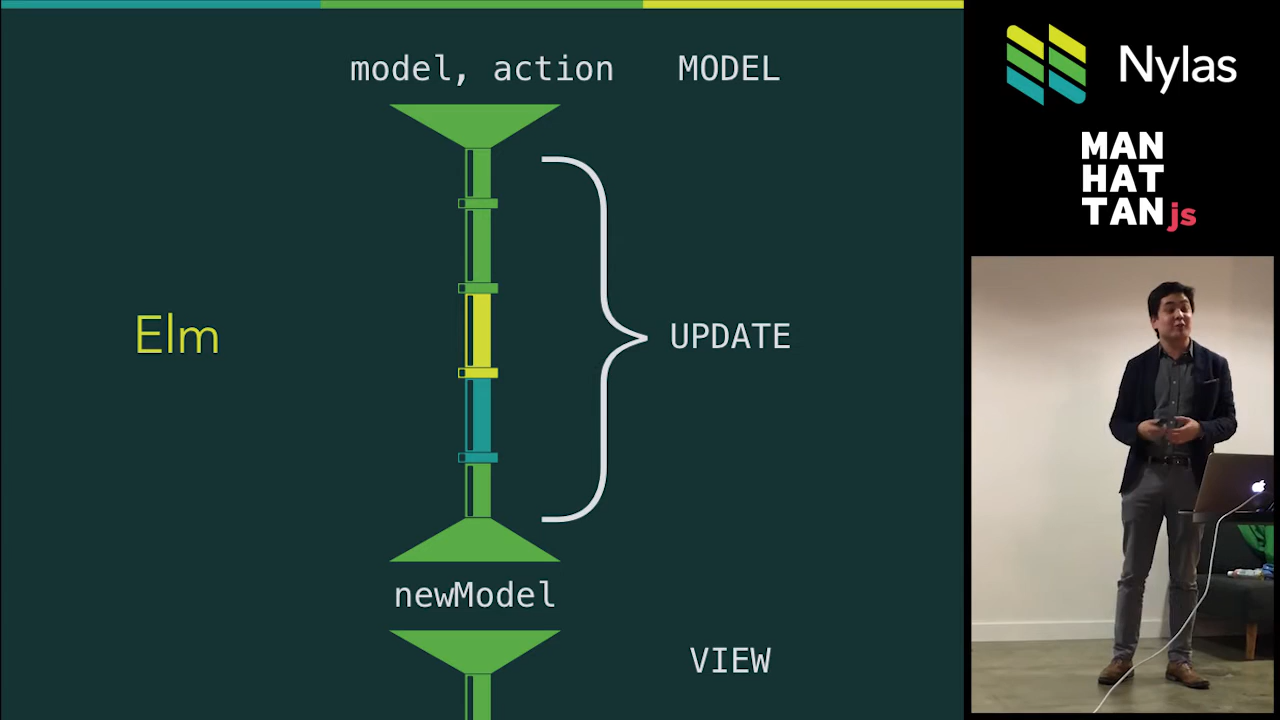 model, action
MODEL
Elm
UPDATE
newModel
VIEW
Nylas
MAN
HAT
TANjs